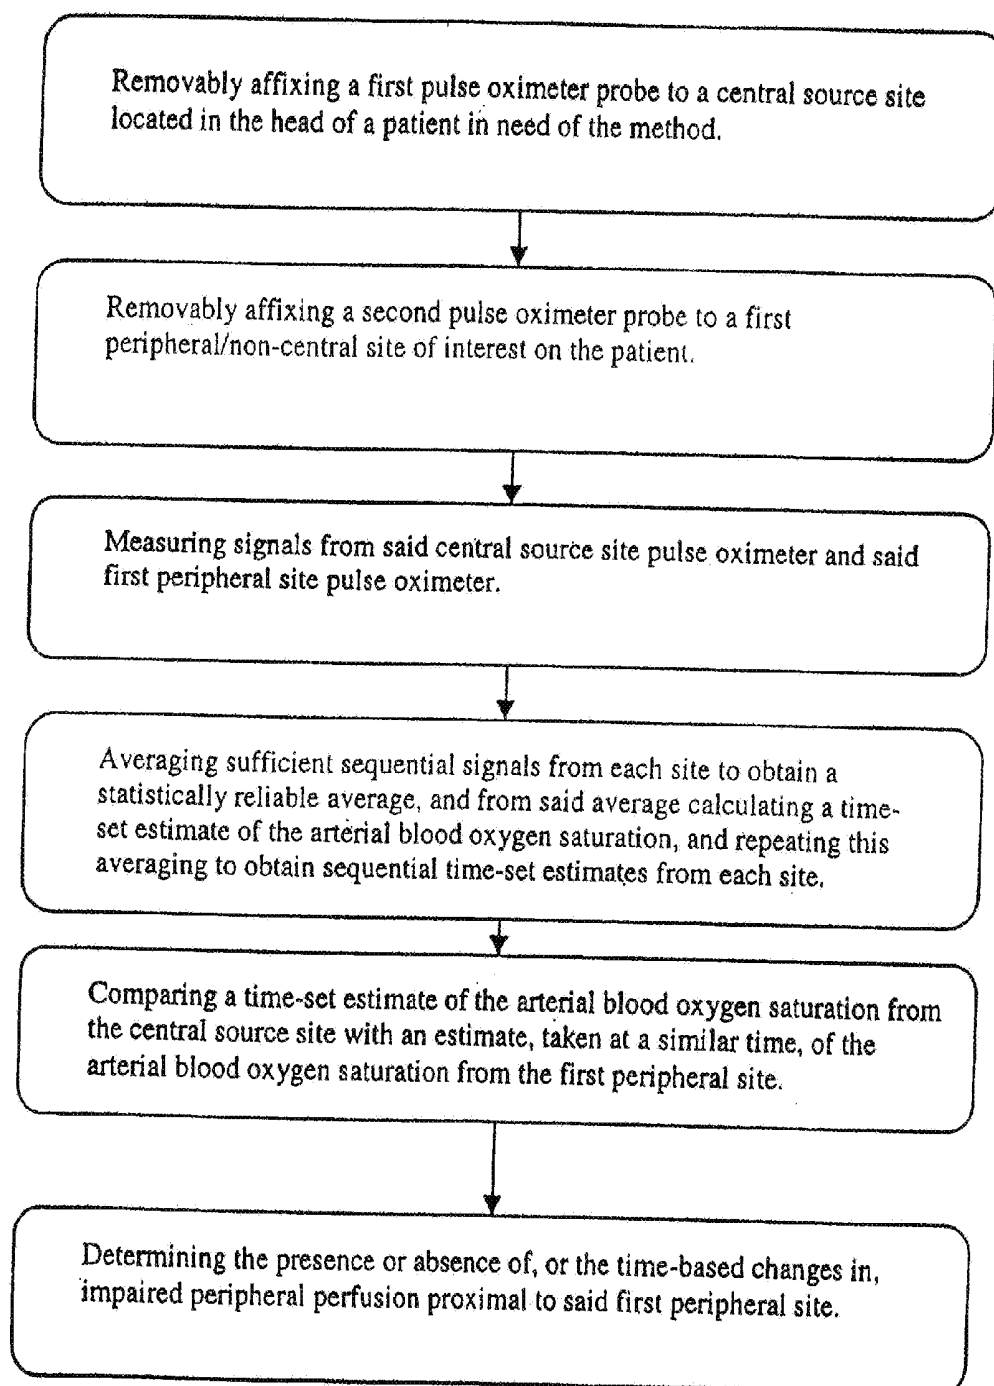 Removably affixing a first pulse oximeter probe to a central source site
located in the head of a patient in need of the method.
Removably affixing a second pulse oximeter probe to a first
peripheral/non-central site of interest on the patient.
Measuring signals from said central source site pulse oximeter and said
first peripheral site pulse oximeter.
Averaging sufficient sequential signals from each site to obtain a
statistically reliable average, and from said average calculating a time-
set estimate of the arterial blood oxygen saturation, and repeating this
averaging to obtain sequential time-set estimates from each site.
Comparing a time-set estimate of the arterial blood oxygen saturation from
the central source site with an estimate, taken at a similar time, of the
arterial blood oxygen saturation from the first peripheral site.
Determining the presence or absence of, or the time-based changes in,
impaired peripheral perfusion proximal to said first peripheral site.